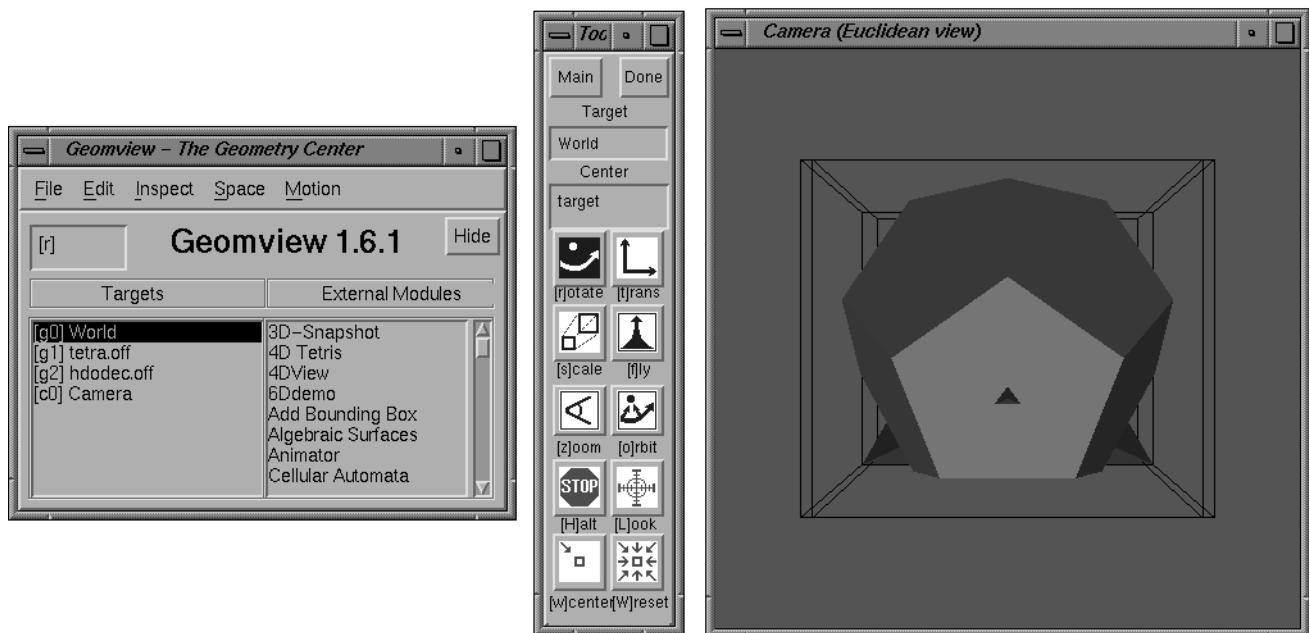 Geomview – The Geometry Center
File Edit Inspect Space Motion
[r]
Geomview 1.6.1
Hide
Targets
External Modules
[g0] World
[g1] tetra.off
[g2] hdodec.off
[c0] Camera
3D–Snapshot
4D Tetris
4DView
6Ddemo
Add Bounding Box
Algebraic Surfaces
Animator
Cellular Automata
Too
Main Done
Target
World
Center
target
[r]otate [t]rans
[s]cale [f]ly
[z]oom [o]rbit
STOP
[H]alt [L]ook
[w]center [W]reset
Camera (Euclidean view)